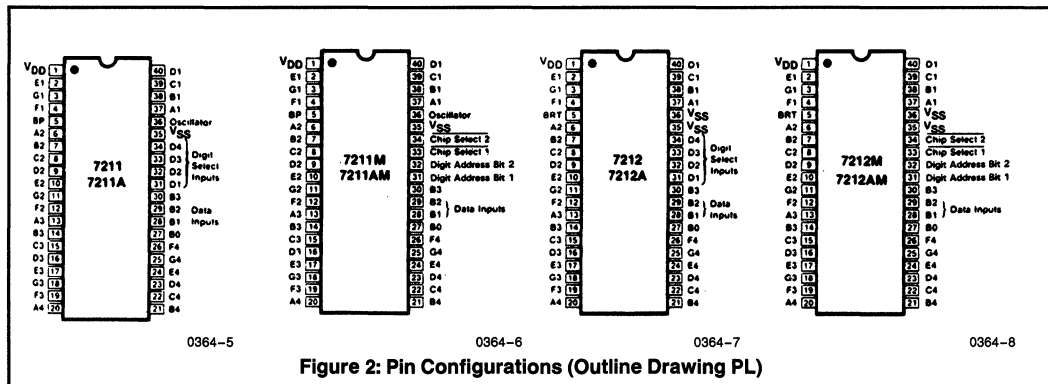 VDD 1 40 D1
E1 2 39 C1
G1 3 38 B1
F1 4 37 A1
BP 5 36 Oscillator
A2 6 35 VSS
B2 7 34 D4
C2 8 33 D3
D2 9 32 D2
E2 10 31 D1
G2 11 30 B3
F2 12 29 B2
A3 13 28 B1
B3 14 27 B0
C3 15 26 F4
D3 16 25 G4
E3 17 24 E4
G3 18 23 D4
F3 19 22 C4
A4 20 21 B4
7211
7211A
Digit
Select
Inputs
Data
Inputs
0364-5
VDD 1 40 D1
E1 2 39 C1
G1 3 38 B1
F1 4 37 A1
BP 5 36 Oscillator
A2 6 35 VSS
B2 7 34 Chip Select 2
C2 8 33 Chip Select 1
D2 9 32 Digit Address Bit 2
E2 10 31 Digit Address Bit 1
G2 11 30 B3
F2 12 29 B2
A3 13 28 B1
B3 14 27 B0
C3 15 26 F4
D3 16 25 G4
E3 17 24 E4
G3 18 23 D4
F3 19 22 C4
A4 20 21 B4
7211M
7211AM
Data Inputs
0364-6
VDD 1 40 D1
E1 2 39 C1
G1 3 38 B1
F1 4 37 A1
BRT 5 36 VSS
A2 6 35 VSS
B2 7 34 D4
C2 8 33 D3
D2 9 32 D2
E2 10 31 D1
G2 11 30 B3
F2 12 29 B2
A3 13 28 B1
B3 14 27 B0
C3 15 26 F4
D3 16 25 G4
E3 17 24 E4
G3 18 23 D4
F3 19 22 C4
A4 20 21 B4
7212
7212A
Digit
Select
Inputs
Data
Inputs
0364-7
VDD 1 40 D1
E1 2 39 C1
G1 3 38 B1
F1 4 37 A1
BRT 5 36 VSS
A2 6 35 VSS
B2 7 34 Chip Select 2
C2 8 33 Chip Select 1
D2 9 32 Digit Address Bit 2
E2 10 31 Digit Address Bit 1
G2 11 30 B3
F2 12 29 B2
A3 13 28 B1
B3 14 27 B0
C3 15 26 F4
D3 16 25 G4
E3 17 24 E4
G3 18 23 D4
F3 19 22 C4
A4 20 21 B4
7212M
7212AM
Data Inputs
0364-8
Figure 2: Pin Configurations (Outline Drawing PL)